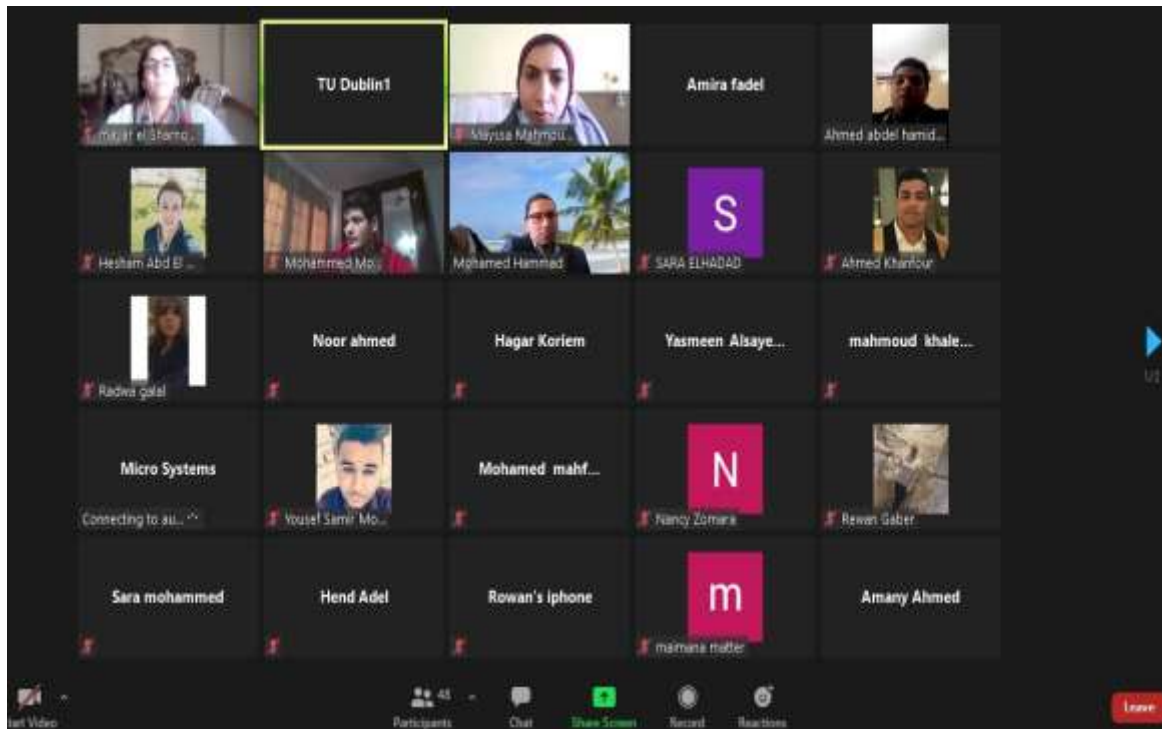 TU Dublin1
Amira fadel
Mayssa Mahmou...
Ahmed abdel hamid...
Hesham Abd El ...
Mohammed Mo...
Mohamed Hammad
S
SARA ELHADAD
Ahmed Khanfour
Radwa galal
Noor ahmed
Hagar Koriem
Yasmeen Alsaye...
mahmoud khale...
Micro Systems
Connecting to au...
Yousef Samir Mo...
Mohamed mahf...
N
Nancy Zomara
Rewan Gaber
Sara mohammed
Hend Adel
Rowan's iphone
m
maimana matter
Amany Ahmed
tart Video
48
Participants
Chat
Share Screen
Record
Reactions
Leave